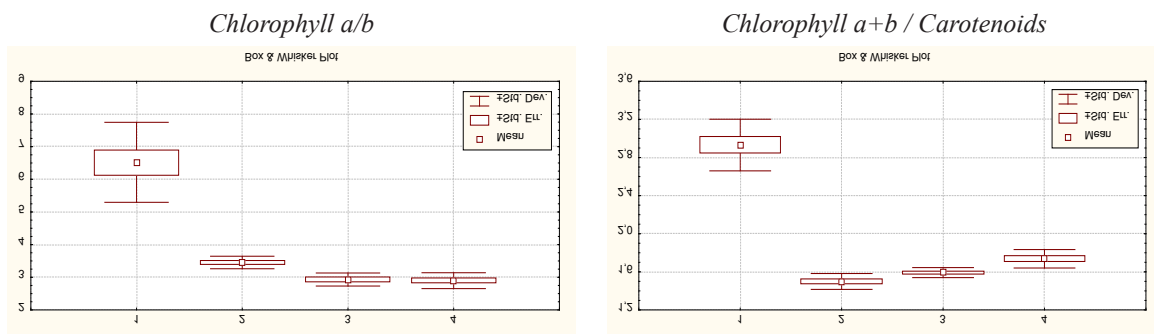 Chlorophyll a/b
Box & Whisker Plot
9
8
7
6
5
4
3
2
1
2
3
4
±Std. Dev.
±Std. Err.
Mean
Chlorophyll a+b / Carotenoids
Box & Whisker Plot
3,6
3,2
2,8
2,4
2,0
1,6
1,2
1
2
3
4
±Std. Dev.
±Std. Err.
Mean